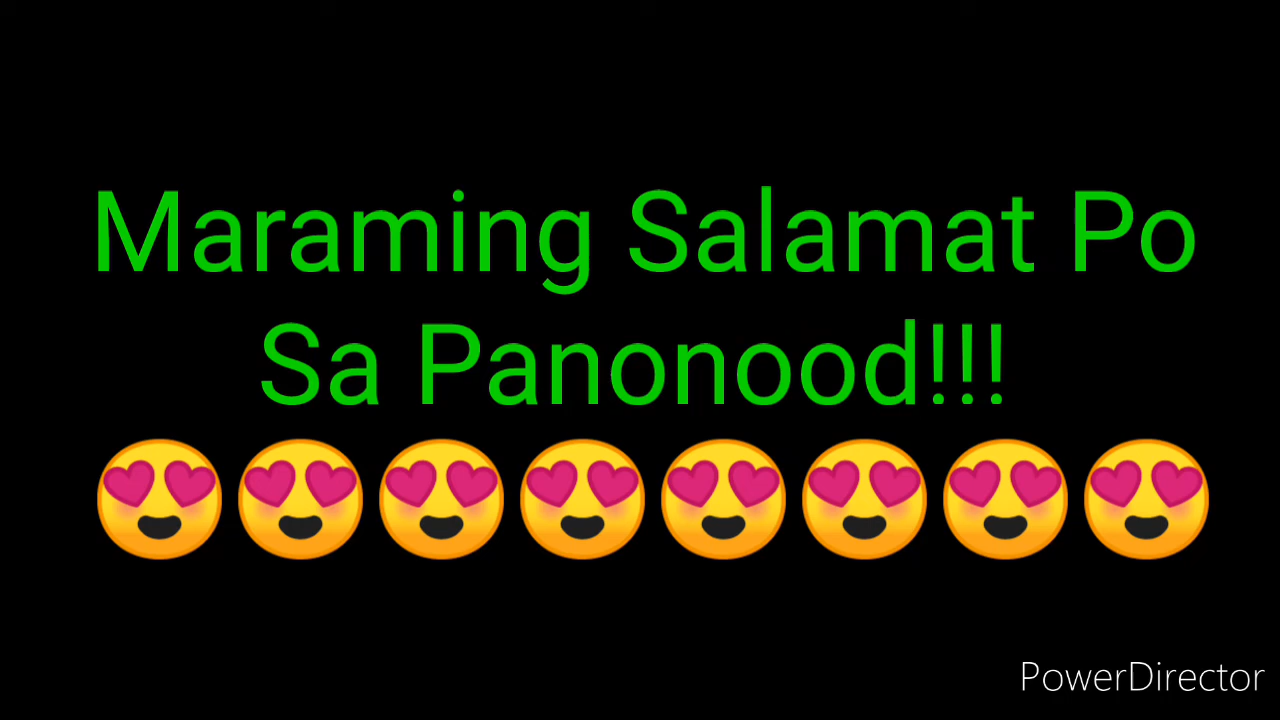 Maraming Salamat Po
Sa Panonood!!!
😍😍😍😍😍😍😍😍
PowerDirector